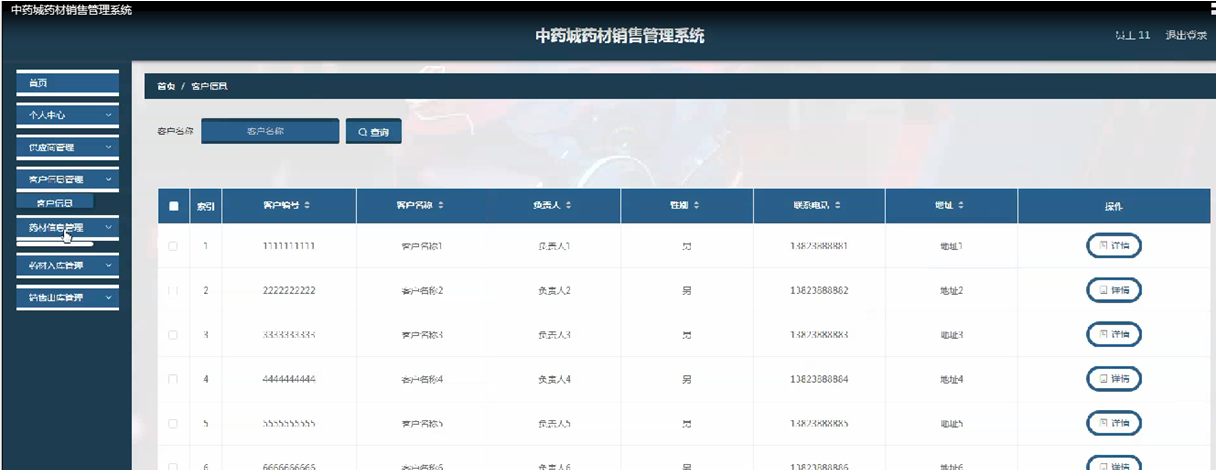 中药城药材销售管理系统
中药城药材销售管理系统
员工 11 退出登录
首页
个人中心
供应商管理
客户信息管理
客户信息
药材信息管理
药材入库管理
销售出库管理
首页 / 客户信息
客户名称 客户名称 查询
索引 客户编号 客户名称 负责人 性别 联系电话 地址 操作
1 1111111111 客户名称1 负责人1 男 13823888881 地址1 详情
2 2222222222 客户名称2 负责人2 男 13823888882 地址2 详情
3 3333333333 客户名称3 负责人3 男 13823888883 地址3 详情
4 4444444444 客户名称4 负责人4 男 13823888884 地址4 详情
5 5555555555 客户名称5 负责人5 男 13823888885 地址5 详情
6 6666666666 客户名称6 负责人6 男 13823888886 地址6 详情